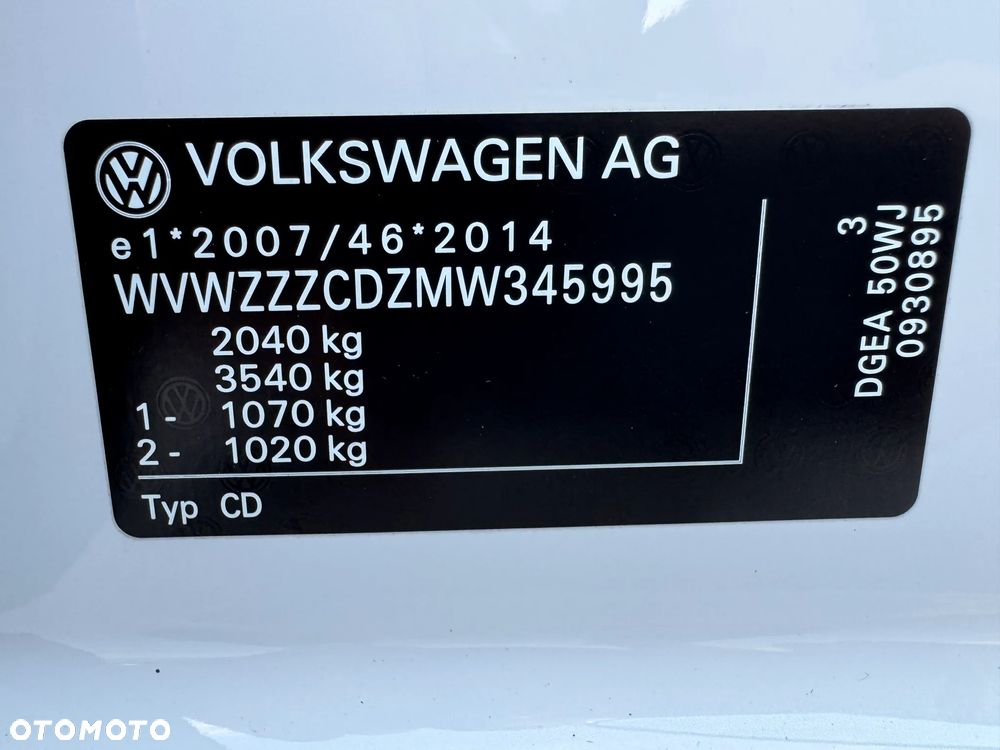 VOLKSWAGEN AG
e1*2007/46*2014
WVWZZZCDZMW345995
2040 kg
3540 kg
1- 1070 kg
2- 1020 kg
Typ CD
3
DGEA 50WJ
0930895
OTOMOTO